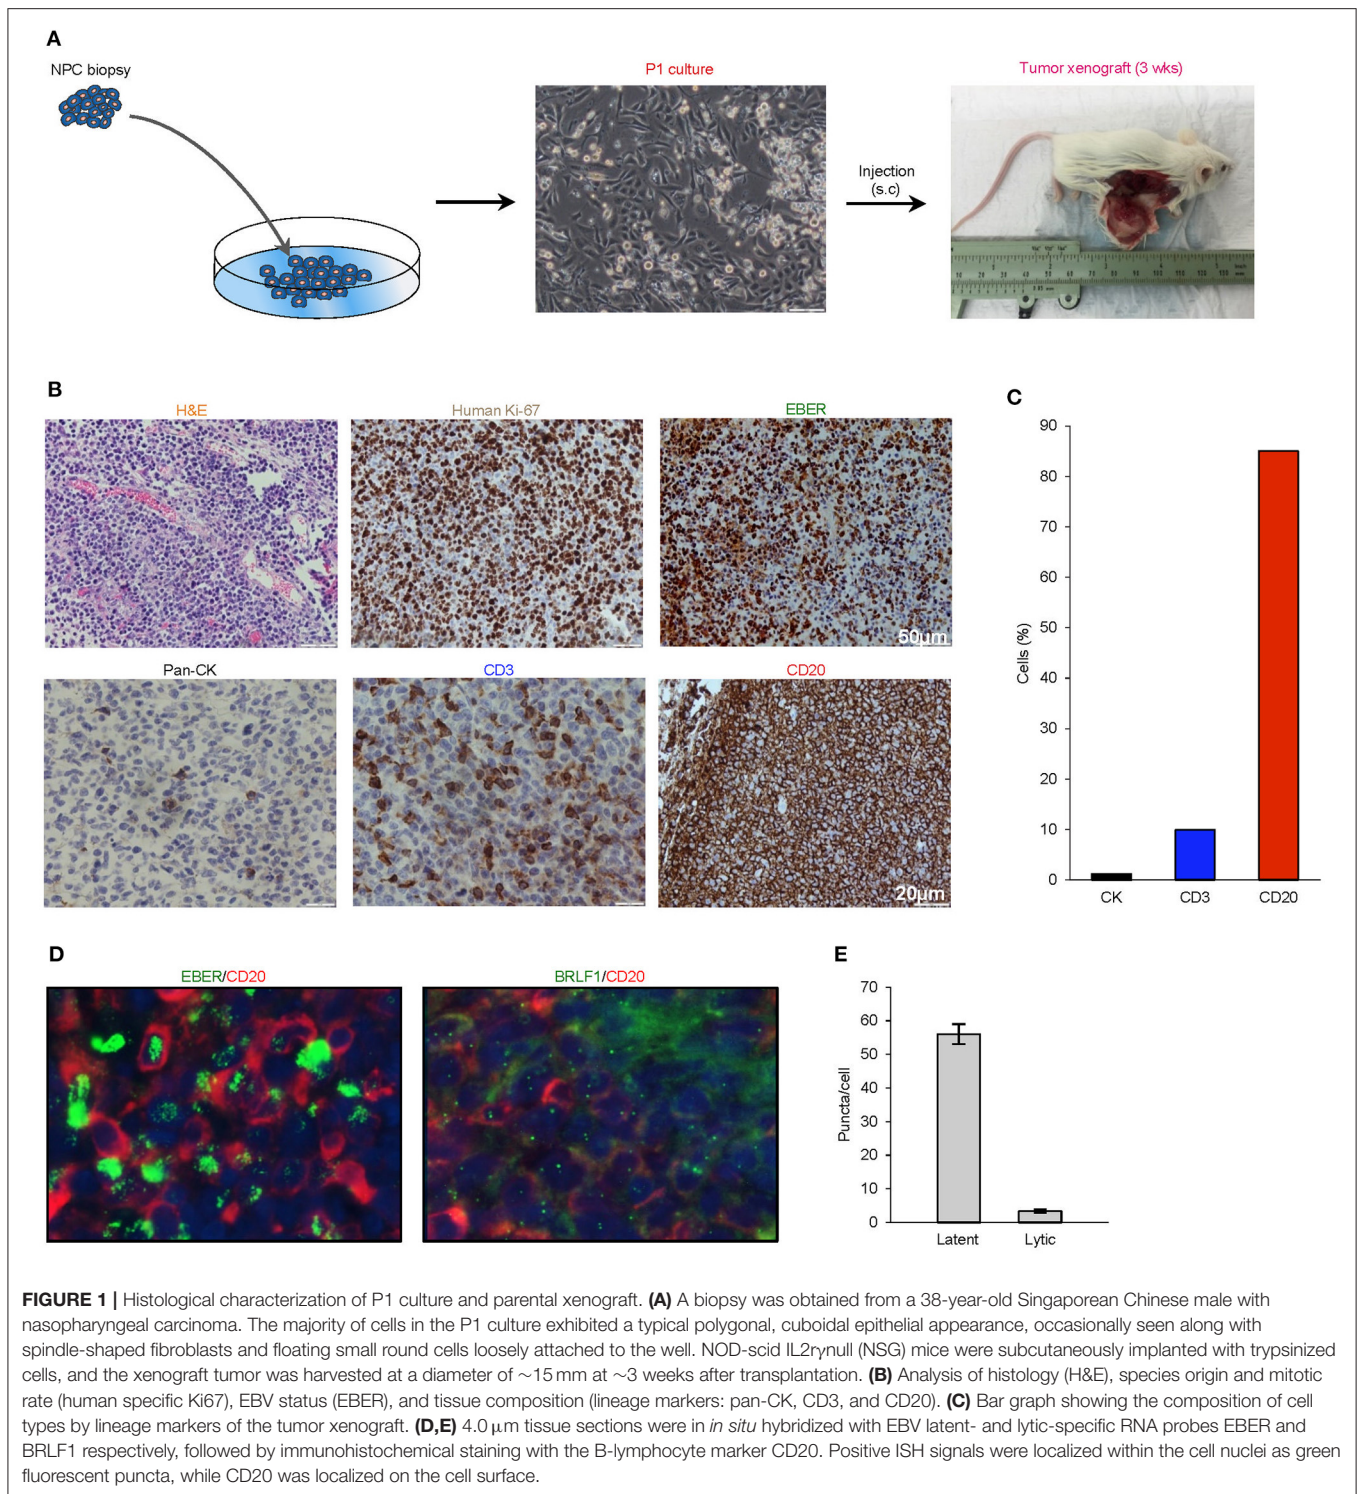 A
NPC biopsy
P1 culture
Tumor xenograft (3 wks)
Injection
(s.c)
B
H&E
Human Ki-67
EBER
50µm
Pan-CK
CD3
CD20
20µm
C
90
80
70
60
50
40
30
20
10
0
Cells (%)
CK
CD3
CD20
D
EBER/CD20
BRLF1/CD20
E
70
60
50
40
30
20
10
0
Puncta/cell
Latent
Lytic
FIGURE 1 | Histological characterization of P1 culture and parental xenograft. (A) A biopsy was obtained from a 38-year-old Singaporean Chinese male with
nasopharyngeal carcinoma. The majority of cells in the P1 culture exhibited a typical polygonal, cuboidal epithelial appearance, occasionally seen along with
spindle-shaped fibroblasts and floating small round cells loosely attached to the well. NOD-scid IL2rγnull (NSG) mice were subcutaneously implanted with trypsinized
cells, and the xenograft tumor was harvested at a diameter of ∼15 mm at ∼3 weeks after transplantation. (B) Analysis of histology (H&E), species origin and mitotic
rate (human specific Ki67), EBV status (EBER), and tissue composition (lineage markers: pan-CK, CD3, and CD20). (C) Bar graph showing the composition of cell
types by lineage markers of the tumor xenograft. (D,E) 4.0 µm tissue sections were in in situ hybridized with EBV latent- and lytic-specific RNA probes EBER and
BRLF1 respectively, followed by immunohistochemical staining with the B-lymphocyte marker CD20. Positive ISH signals were localized within the cell nuclei as green
fluorescent puncta, while CD20 was localized on the cell surface.